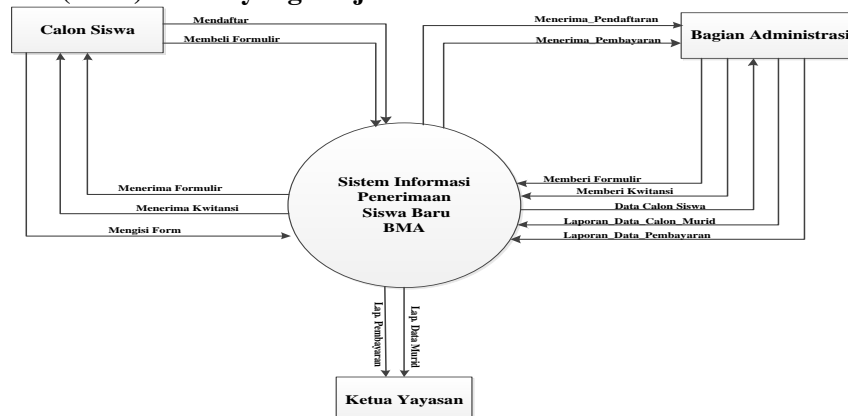 Mendaftar
Calon Siswa
Membeli Formulir
Menerima_Pendaftaran
Menerima_Pembayaran
Bagian Administrasi
Menerima Formulir
Menerima Kwitansi
Mengisi Form
Sistem Informasi
Penerimaan
Siswa Baru
BMA
Memberi Formulir
Memberi Kwitansi
Data Calon Siswa
Laporan_Data_Calon_Murid
Laporan_Data_Pembayaran
Lap. Pembayaran
Lap. Data Murid
Ketua Yayasan